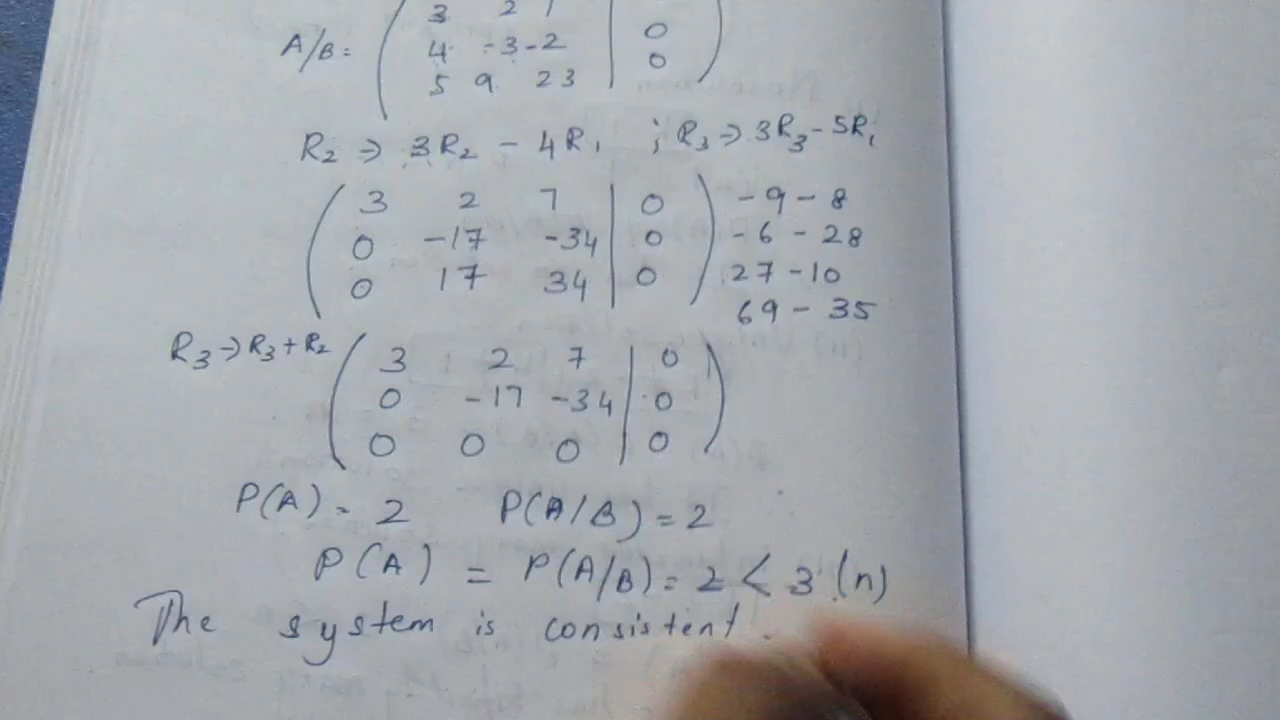 3 2 7
A/B = 4 -3 -2 | 0
5 9 23 | 0
R2 → 3R2 - 4R1 ; R3 → 3R3 - 5R1
3 2 7 | 0 -9 - 8
0 -17 -34 | 0 -6 - 28
0 17 34 | 0 27 - 10
69 - 35
R3 → R3 + R2 3 2 7 | 0
0 -17 -34 | 0
0 0 0 | 0
P(A) = 2 P(A/B) = 2
P(A) = P(A/B) = 2 < 3 (n)
The system is consistent.